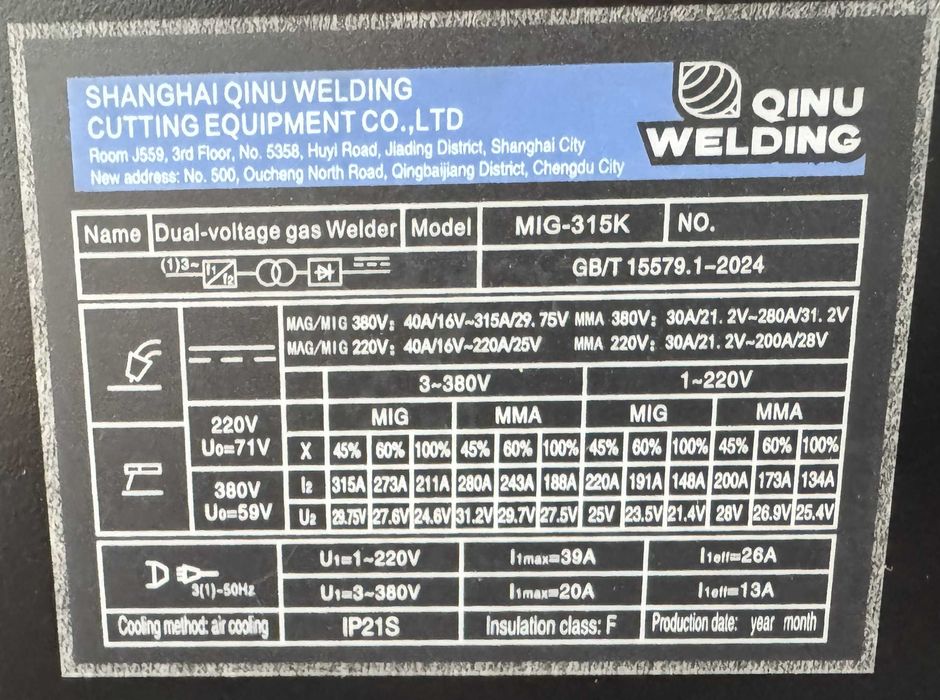 SHANGHAI QINU WELDING
CUTTING EQUIPMENT CO.,LTD
Room J559, 3rd Floor, No. 5358, Huyi Road, Jiading District, Shanghai City
New address: No. 500, Oucheng North Road, Qingbaijiang District, Chengdu City
QINU
WELDING
Name Dual-voltage gas Welder Model MIG-315K NO.
(1)3~ f1 f2 GB/T 15579.1-2024
MAG/MIG 380V: 40A/16V~315A/29.75V MMA 380V: 30A/21.2V~280A/31.2V
MAG/MIG 220V: 40A/16V~220A/25V MMA 220V: 30A/21.2V~200A/28V
3~380V 1~220V
MIG MMA MIG MMA
220V
U0=71V
X 45% 60% 100% 45% 60% 100% 45% 60% 100% 45% 60% 100%
380V
U0=59V
I2 315A 273A 211A 280A 243A 188A 220A 191A 148A 200A 173A 134A
U2 29.75V 27.6V 24.6V 31.2V 29.7V 27.5V 25V 23.5V 21.4V 28V 26.9V 25.4V
3(1)~50Hz
U1=1~220V I1max=39A I1eff=26A
U1=3~380V I1max=20A I1eff=13A
Cooling method: air cooling IP21S Insulation class: F Production date: year month